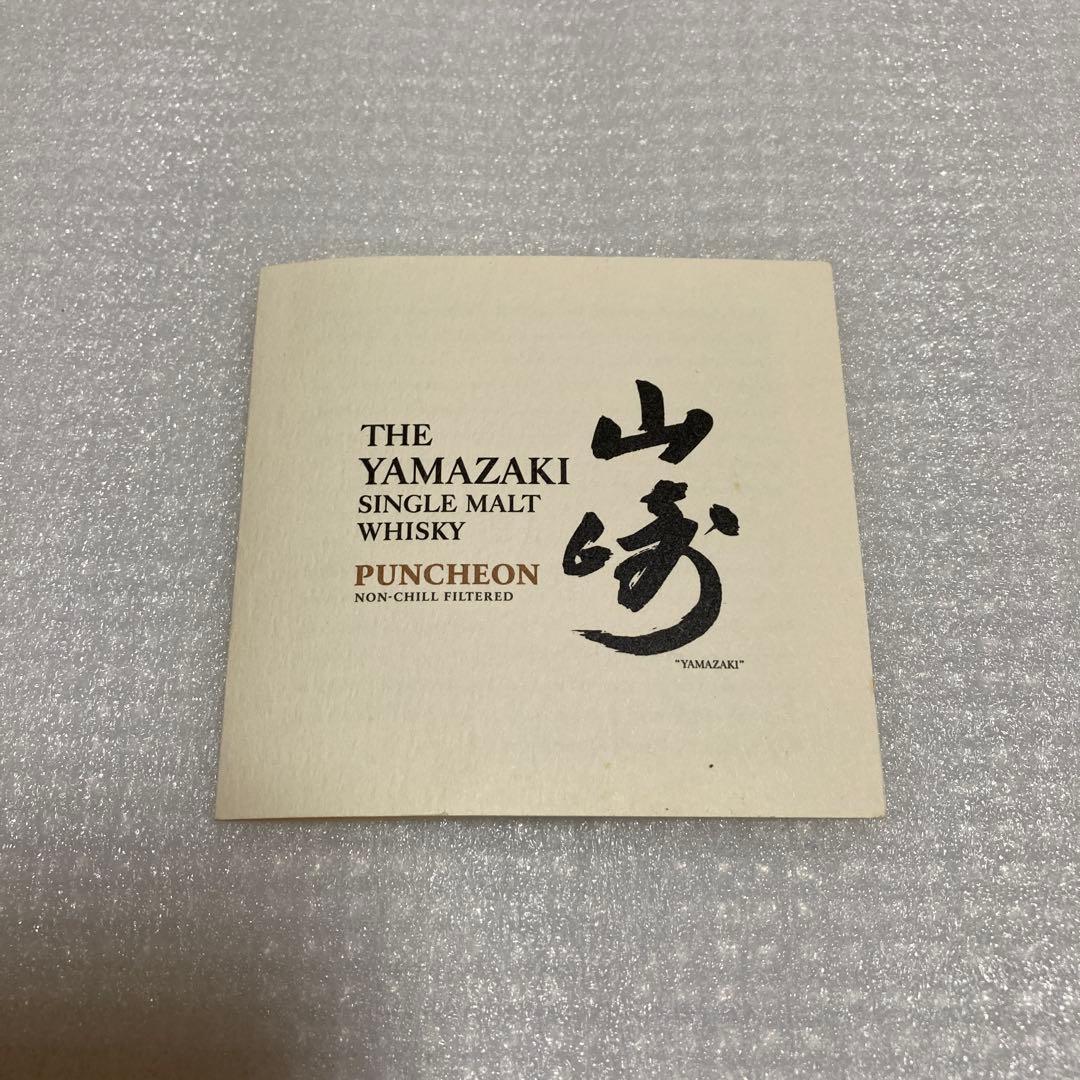 THE
YAMAZAKI
SINGLE MALT
WHISKY
PUNCHEON
NON-CHILL FILTERED
山崎
"YAMAZAKI"